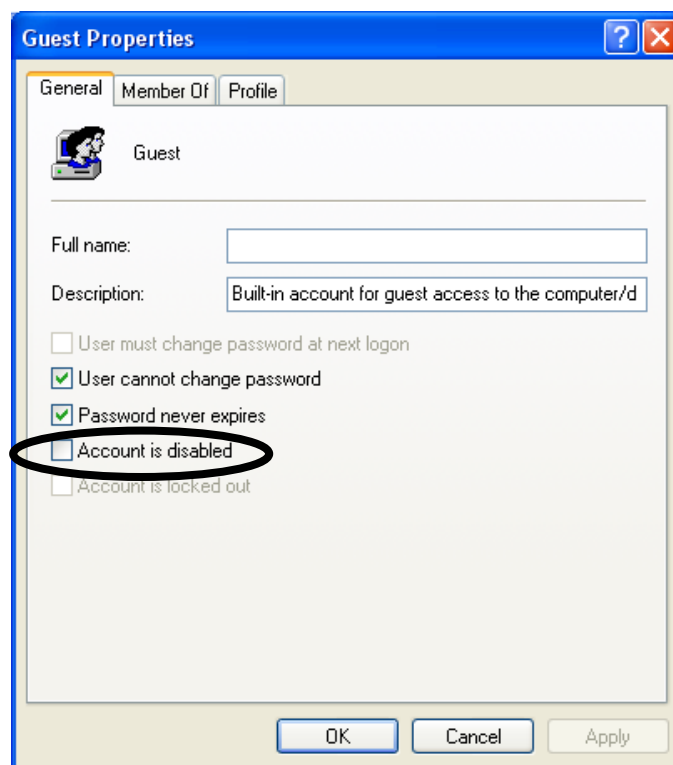 Guest Properties
General Member Of Profile
Guest
Full name:
Description: Built-in account for guest access to the computer/d
User must change password at next logon
User cannot change password
Password never expires
Account is disabled
Account is locked out
OK Cancel Apply